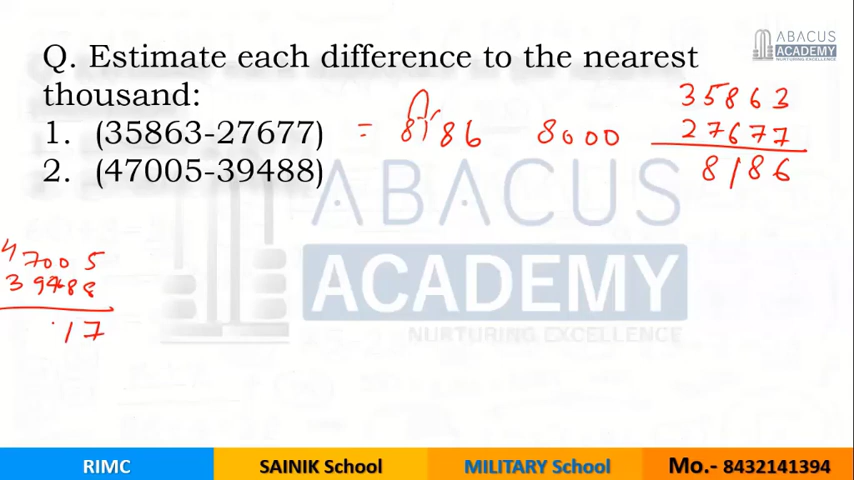 ABACUS
ACADEMY
NURTURING EXCELLENCE
Q. Estimate each difference to the nearest
thousand:
1. (35863-27677) = 8186 8000
2. (47005-39488)
35863
27677
8186
47005
39488
17
ABACUS
ACADEMY
NURTURING EXCELLENCE
RIMC
SAINIK School
MILITARY School
Mo.- 8432141394